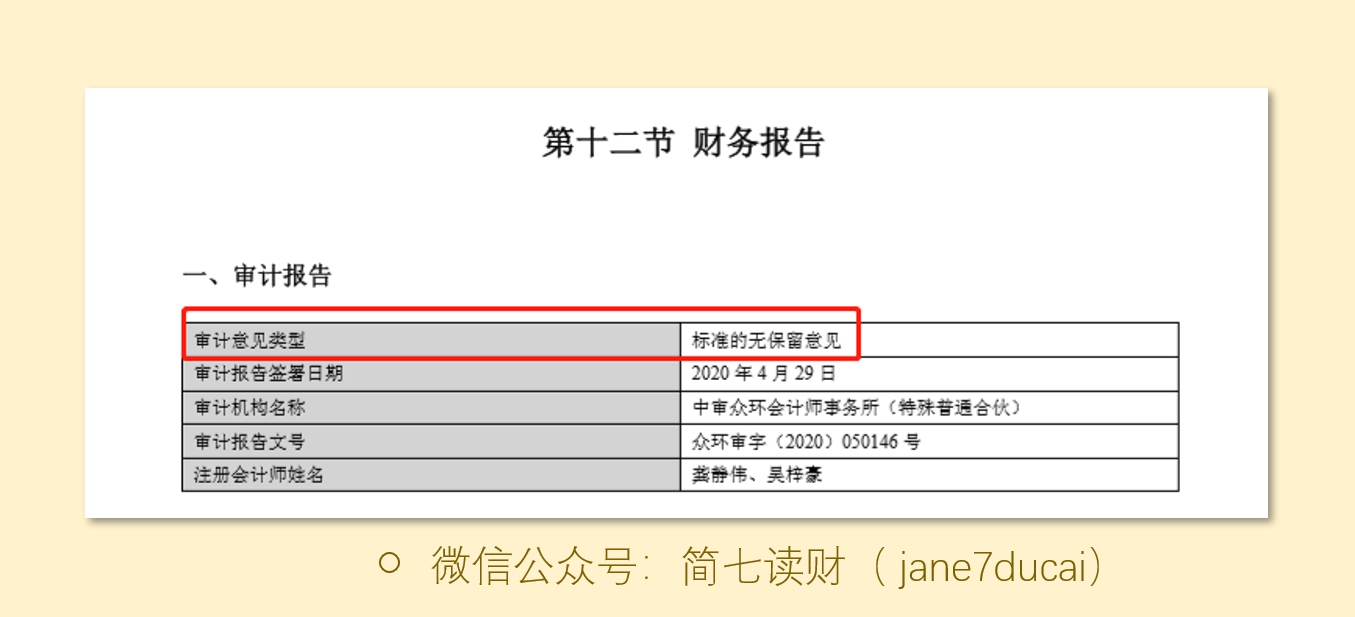 第十二节 财务报告
一、审计报告
审计意见类型 标准的无保留意见
审计报告签署日期 2020 年 4 月 29 日
审计机构名称 中审众环会计师事务所（特殊普通合伙）
审计报告文号 众环审字（2020）050146 号
注册会计师姓名 龚静伟、吴梓豪
微信公众号：简七读财（jane7ducai）